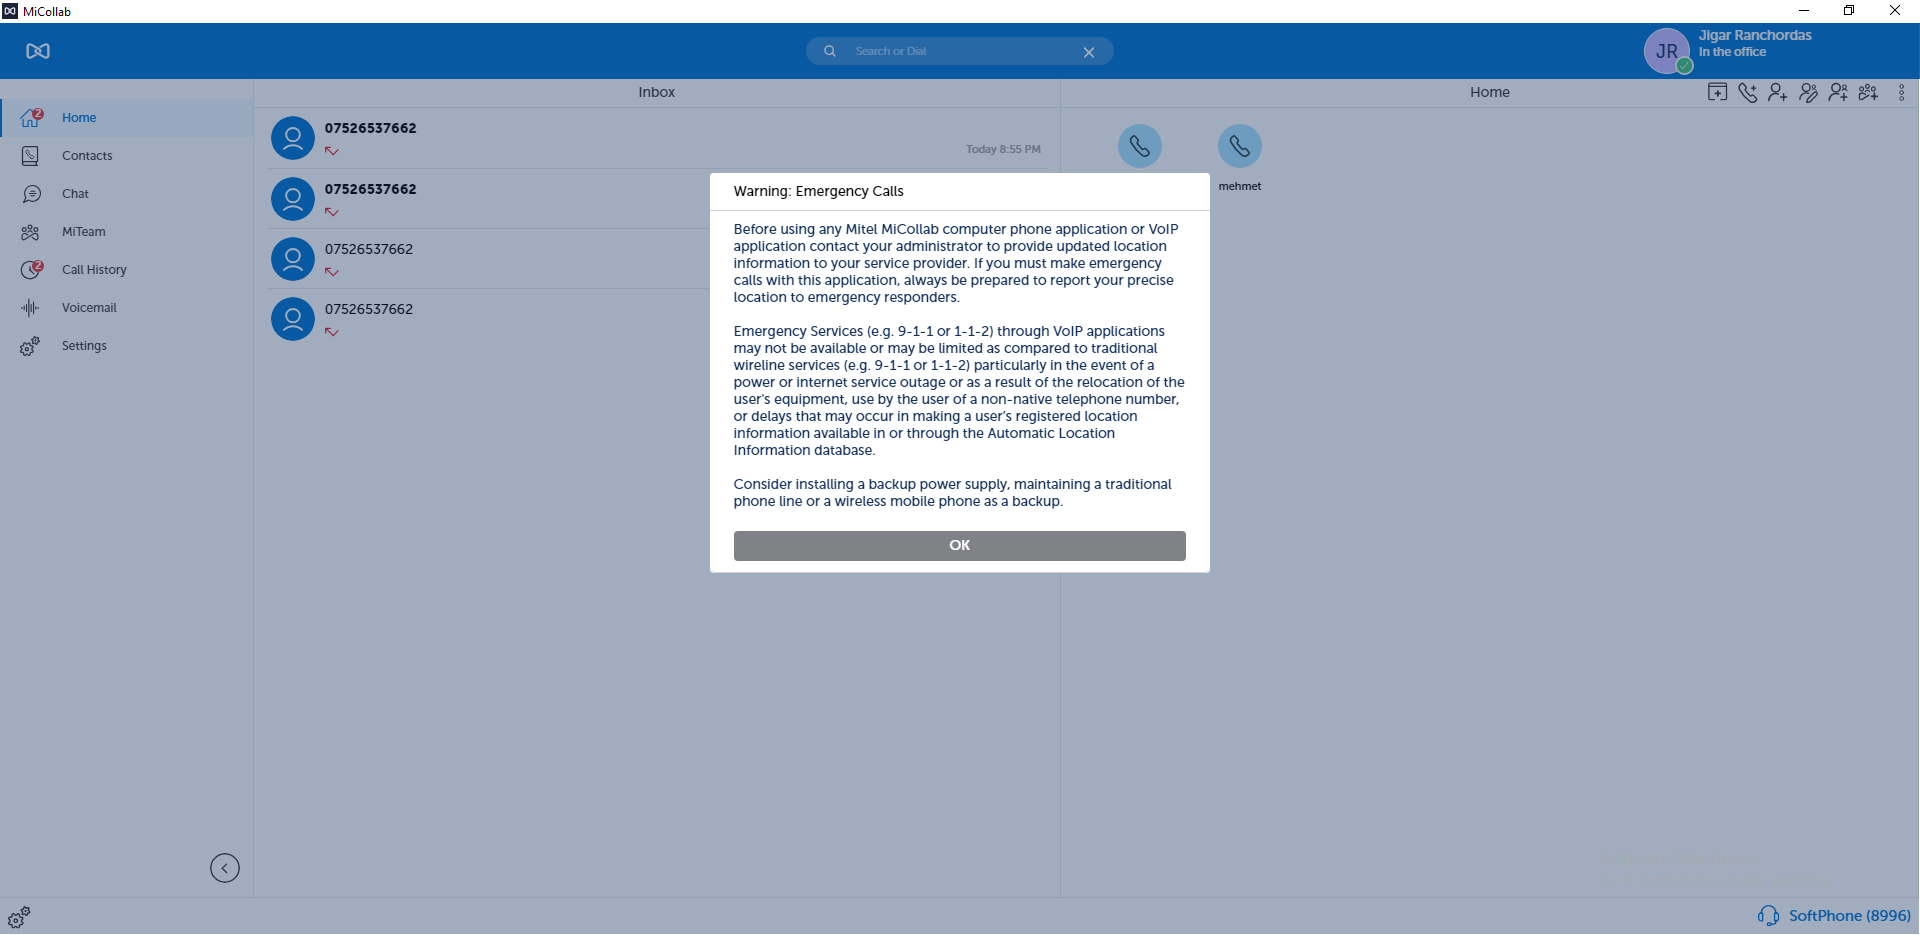 MiCollab
Search or Dial
JR
Jigar Ranchordas
In the office
Inbox
Home
2
Home
Contacts
Chat
MiTeam
2
Call History
Voicemail
Settings
07526537662
Today 8:55 PM
07526537662
07526537662
07526537662
mehmet
Warning: Emergency Calls
Before using any Mitel MiCollab computer phone application or VoIP
application contact your administrator to provide updated location
information to your service provider. If you must make emergency
calls with this application, always be prepared to report your precise
location to emergency responders.
Emergency Services (e.g. 9-1-1 or 1-1-2) through VoIP applications
may not be available or may be limited as compared to traditional
wireline services (e.g. 9-1-1 or 1-1-2) particularly in the event of a
power or internet service outage or as a result of the relocation of the
user's equipment, use by the user of a non-native telephone number,
or delays that may occur in making a user’s registered location
information available in or through the Automatic Location
Information database.
Consider installing a backup power supply, maintaining a traditional
phone line or a wireless mobile phone as a backup.
OK
SoftPhone (8996)